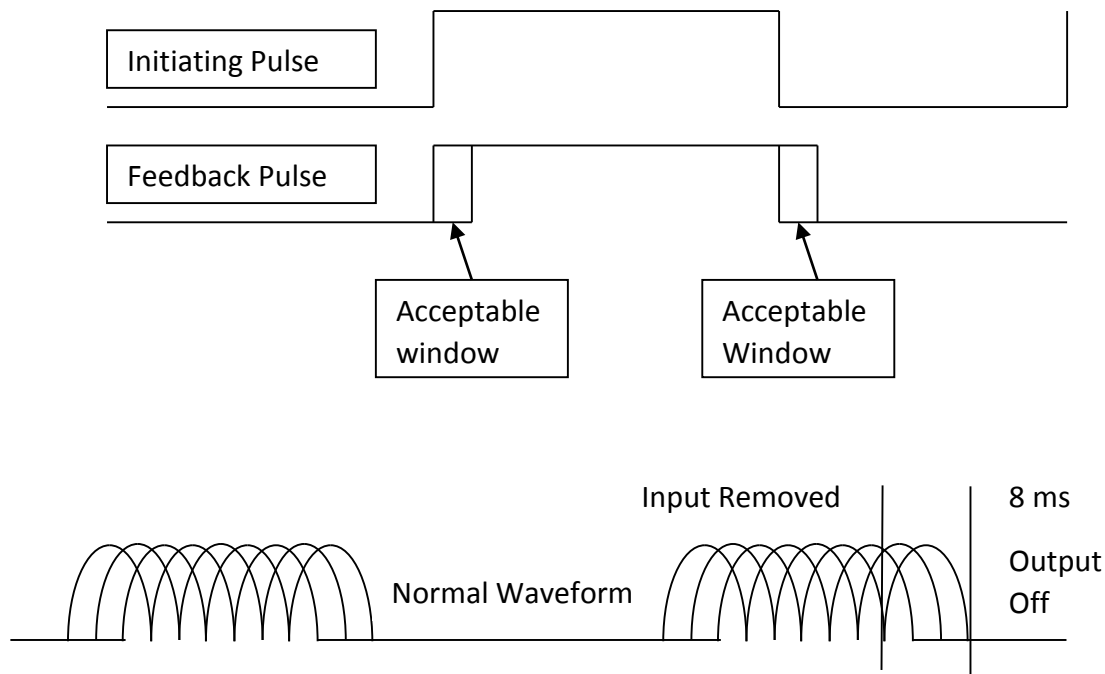 Initiating Pulse
Feedback Pulse
Acceptable
window
Acceptable
Window
Input Removed
8 ms
Normal Waveform
Output
Off